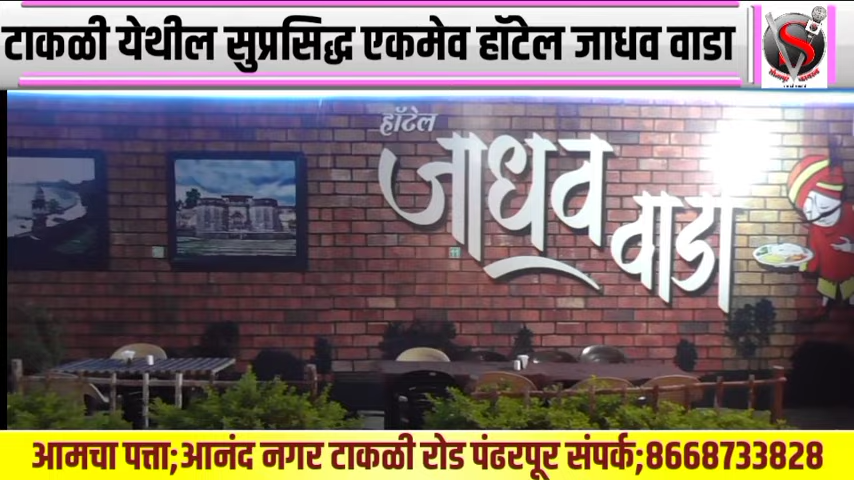 टाकळी येथील सुप्रसिद्ध एकमेव हॉटेल जाधव वाडा
हॉटेल
जाधव
वाडा
आमचा पत्ता;आनंद नगर टाकळी रोड पंढरपूर संपर्क;8668733828